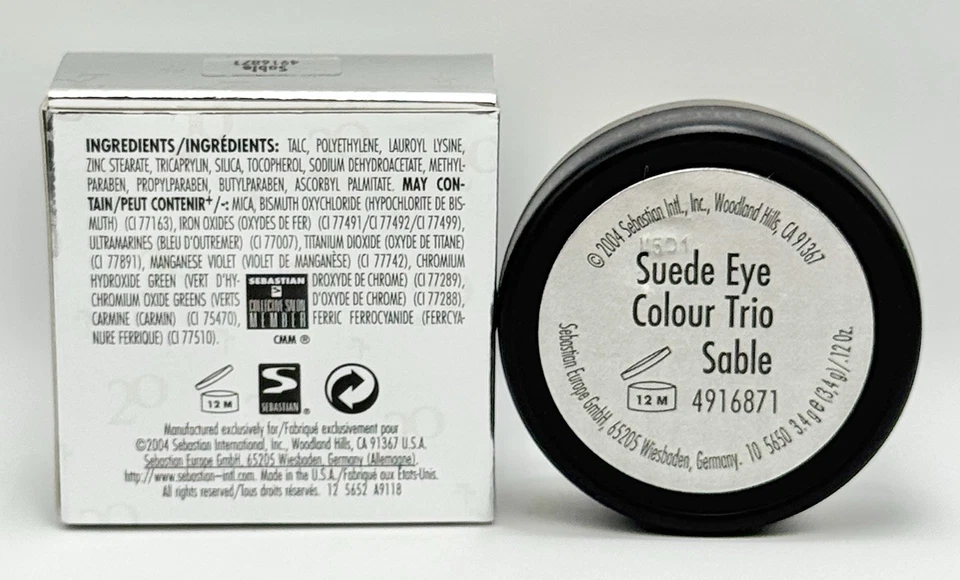 Sable
4916871
INGREDIENTS/INGRÉDIENTS: TALC, POLYETHYLENE, LAUROYL LYSINE,
ZINC STEARATE, TRICAPRYLIN, SILICA, TOCOPHEROL, SODIUM DEHYDROACETATE, METHYL-
PARABEN, PROPYLPARABEN, BUTYLPARABEN, ASCORBYL PALMITATE. MAY CON-
TAIN/PEUT CONTENIR+/-: MICA, BISMUTH OXYCHLORIDE (HYPOCHLORITE DE BIS-
MUTH) (CI 77163), IRON OXIDES (OXYDES DE FER) (CI 77491/CI 77492/CI 77499),
ULTRAMARINES (BLEU D'OUTREMER) (CI 77007), TITANIUM DIOXIDE (OXYDE DE TITANE)
(CI 77891), MANGANESE VIOLET (VIOLET DE MANGANÈSE) (CI 77742), CHROMIUM
HYDROXIDE GREEN (VERT D'HY- DROXYDE DE CHROME) (CI 77289),
CHROMIUM OXIDE GREENS (VERTS D'OXYDE DE CHROME) (CI 77288),
CARMINE (CARMIN) (CI 75470), FERRIC FERROCYANIDE (FERRCYA-
NURE FERRIQUE) (CI 77510).
SEBASTIAN
COLLECTIVE SALON
MEMBER
CMM ®
12 M
SEBASTIAN®
Manufactured exclusively for/Fabriqué exclusivement pour
©2004 Sebastian International, Inc., Woodland Hills, CA 91367 U.S.A.
Sebastian Europe GmbH. 65205 Wiesbaden, Germany (Allemagne).
http://www.sebastian-intl.com. Made in the U.S.A./Fabriqué aux États-Unis.
All rights reserved/Tous droits réservés. 12 5652 A9118
© 2004 Sebastian Intl., Inc., Woodland Hills, CA 91367
Suede Eye
Colour Trio
Sable
12 M 4916871
Sebastian Europe GmbH, 65205 Wiesbaden, Germany. 10 5650 3.4 g e (3,4 g)/.12 Oz.